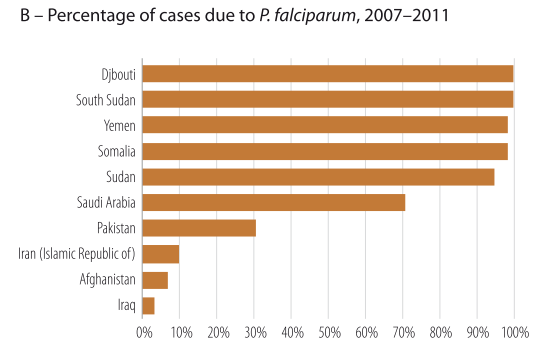 B – Percentage of cases due to P. falciparum, 2007–2011
Djbouti
South Sudan
Yemen
Somalia
Sudan
Saudi Arabia
Pakistan
Iran (Islamic Republic of)
Afghanistan
Iraq
0% 10% 20% 30% 40% 50% 60% 70% 80% 90% 100%